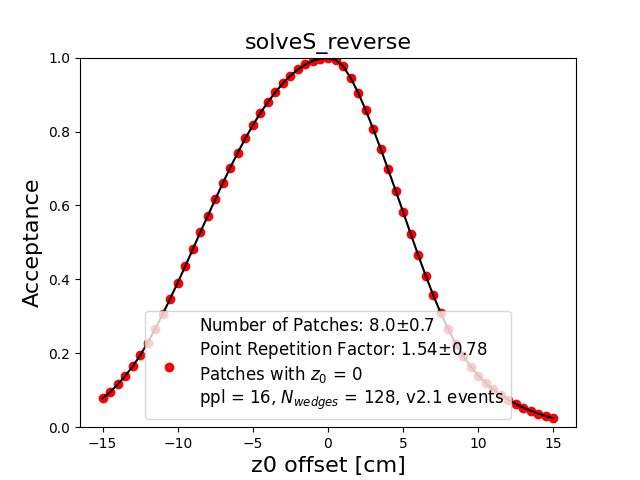 solveS_reverse
Acceptance
1.0
0.8
0.6
0.4
0.2
0.0
Number of Patches: 8.0±0.7
Point Repetition Factor: 1.54±0.78
Patches with z₀ = 0
ppl = 16, N_wedges = 128, v2.1 events
−15 −10 −5 0 5 10 15
z0 offset [cm]